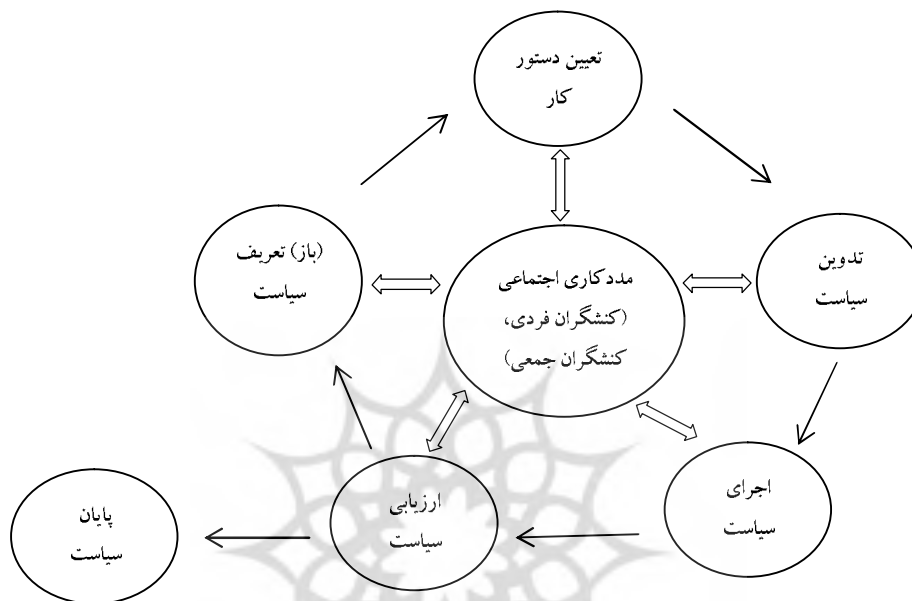 تعیین دستور
کار
(باز) تعریف
سیاست
مددکاری اجتماعی
(کنشگران فردی،
کنشگران جمعی)
تدوین
سیاست
اجرای
سیاست
ارزیابی
سیاست
پایان
سیاست